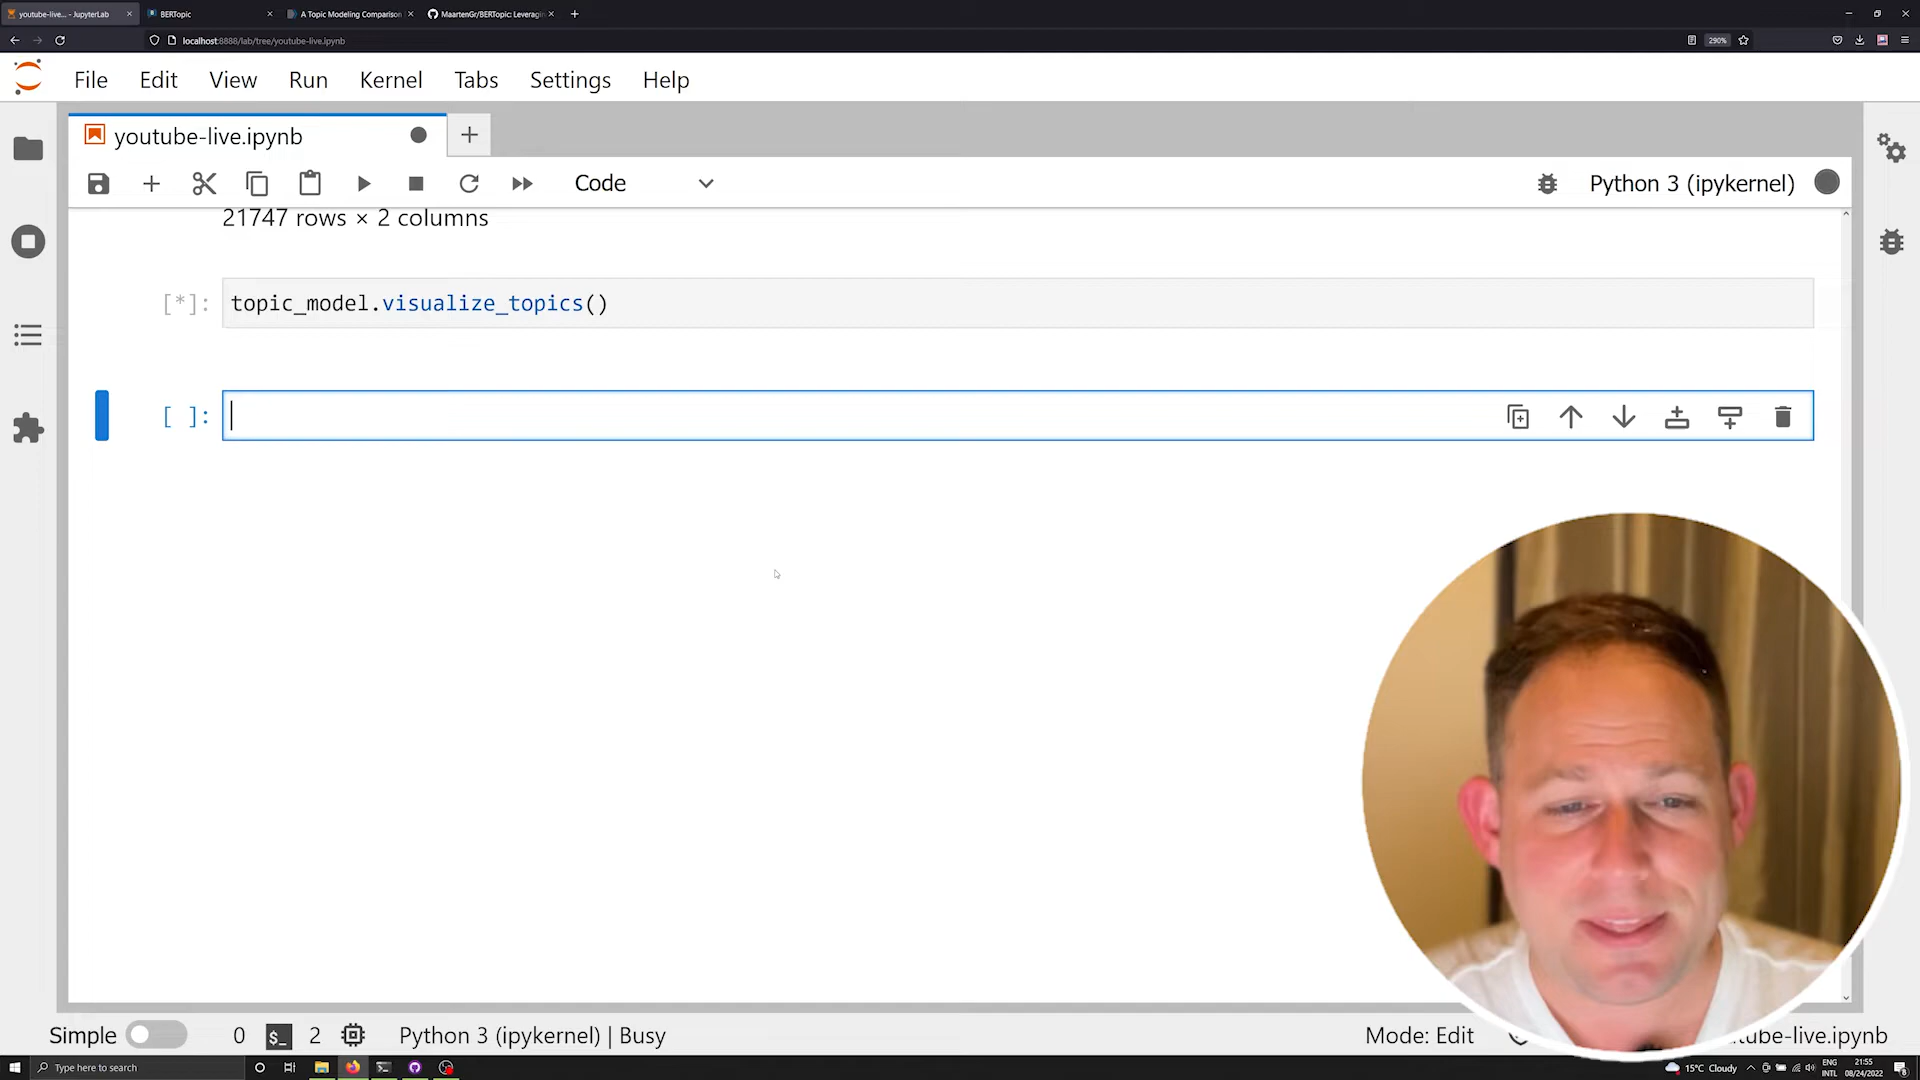 youtube-live... - JupyterLab
BERTopic
A Topic Modeling Comparison
MaartenGr/BERTopic: Leveragin
localhost:8888/lab/tree/youtube-live.ipynb
290%
File Edit View Run Kernel Tabs Settings Help
youtube-live.ipynb
Code
Python 3 (ipykernel)
21747 rows × 2 columns
[*]: topic_model.visualize_topics()
[ ]:
Simple 0 $_ 2 Python 3 (ipykernel) | Busy
Mode: Edit
tube-live.ipynb
Type here to search
15°C Cloudy
ENG
INTL
21:55
08/24/2022